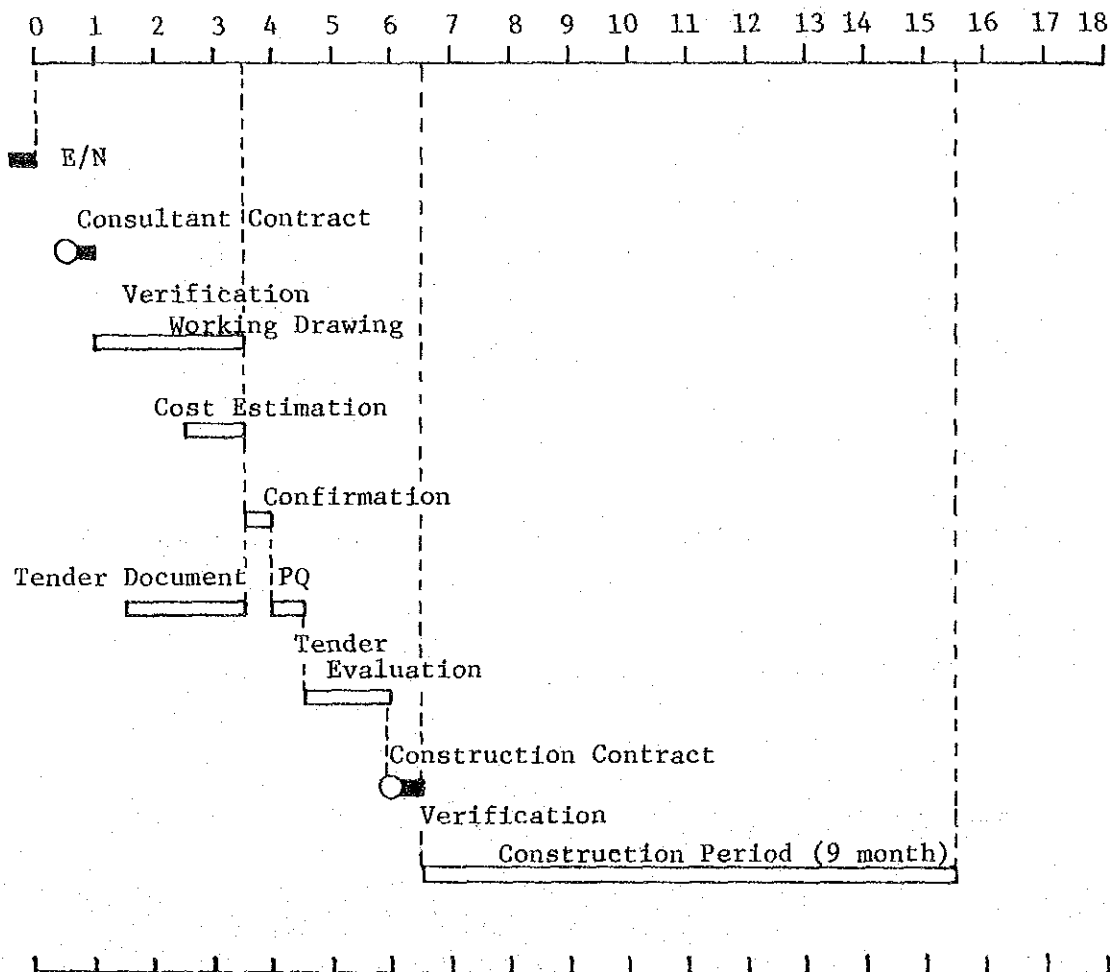 0 1 2 3 4 5 6 7 8 9 10 11 12 13 14 15 16 17 18
E/N
Consultant Contract
Verification
Working Drawing
Cost Estimation
Confirmation
Tender Document PQ
Tender
Evaluation
Construction Contract
Verification
Construction Period (9 month)